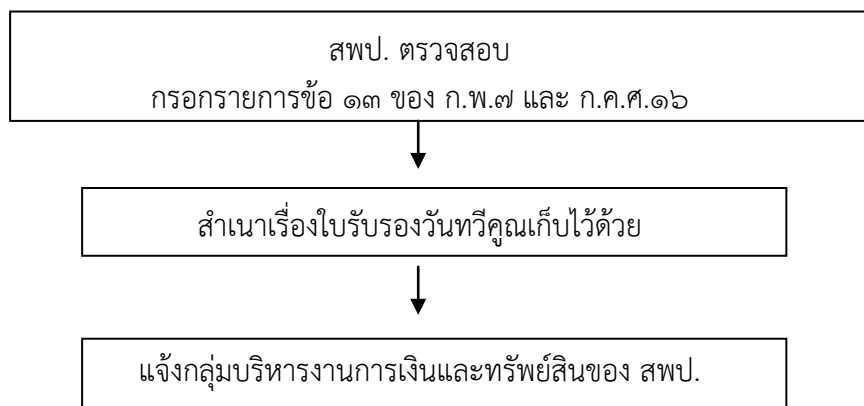 สพป. ตรวจสอบ
กรอกรายการข้อ ๑๓ ของ ก.พ.๗ และ ก.ค.ศ.๑๖
สำเนาเรื่องใบรับรองวันทวีคูณเก็บไว้ด้วย
แจ้งกลุ่มบริหารงานการเงินและทรัพย์สินของ สพป.